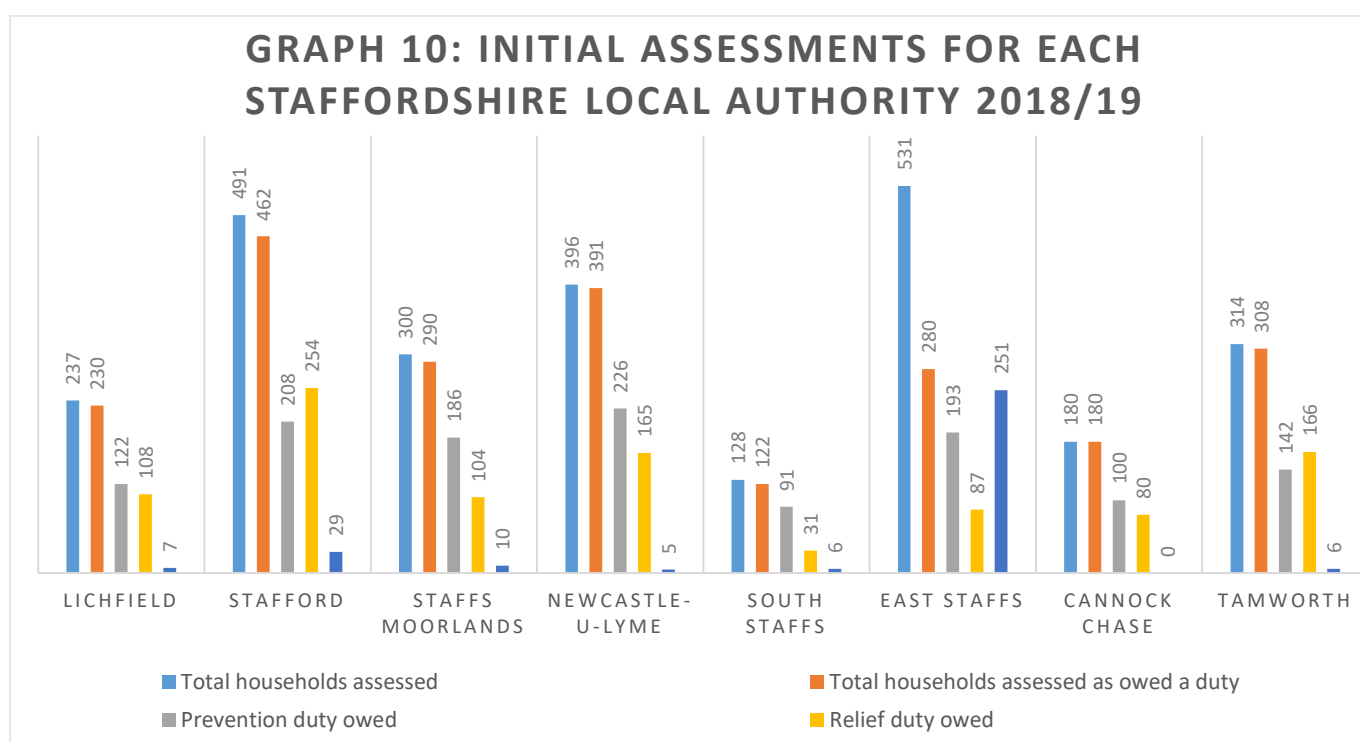 GRAPH 10: INITIAL ASSESSMENTS FOR EACH
STAFFORDSHIRE LOCAL AUTHORITY 2018/19
237
230
122
108
7
491
462
208
254
29
300
290
186
104
10
396
391
226
165
5
128
122
91
31
6
531
280
193
87
251
180
180
100
80
0
314
308
142
166
6
LICHFIELD
STAFFORD
STAFFS
MOORLANDS
NEWCASTLE-
U-LYME
SOUTH
STAFFS
EAST STAFFS
CANNOCK
CHASE
TAMWORTH
Total households assessed
Total households assessed as owed a duty
Prevention duty owed
Relief duty owed